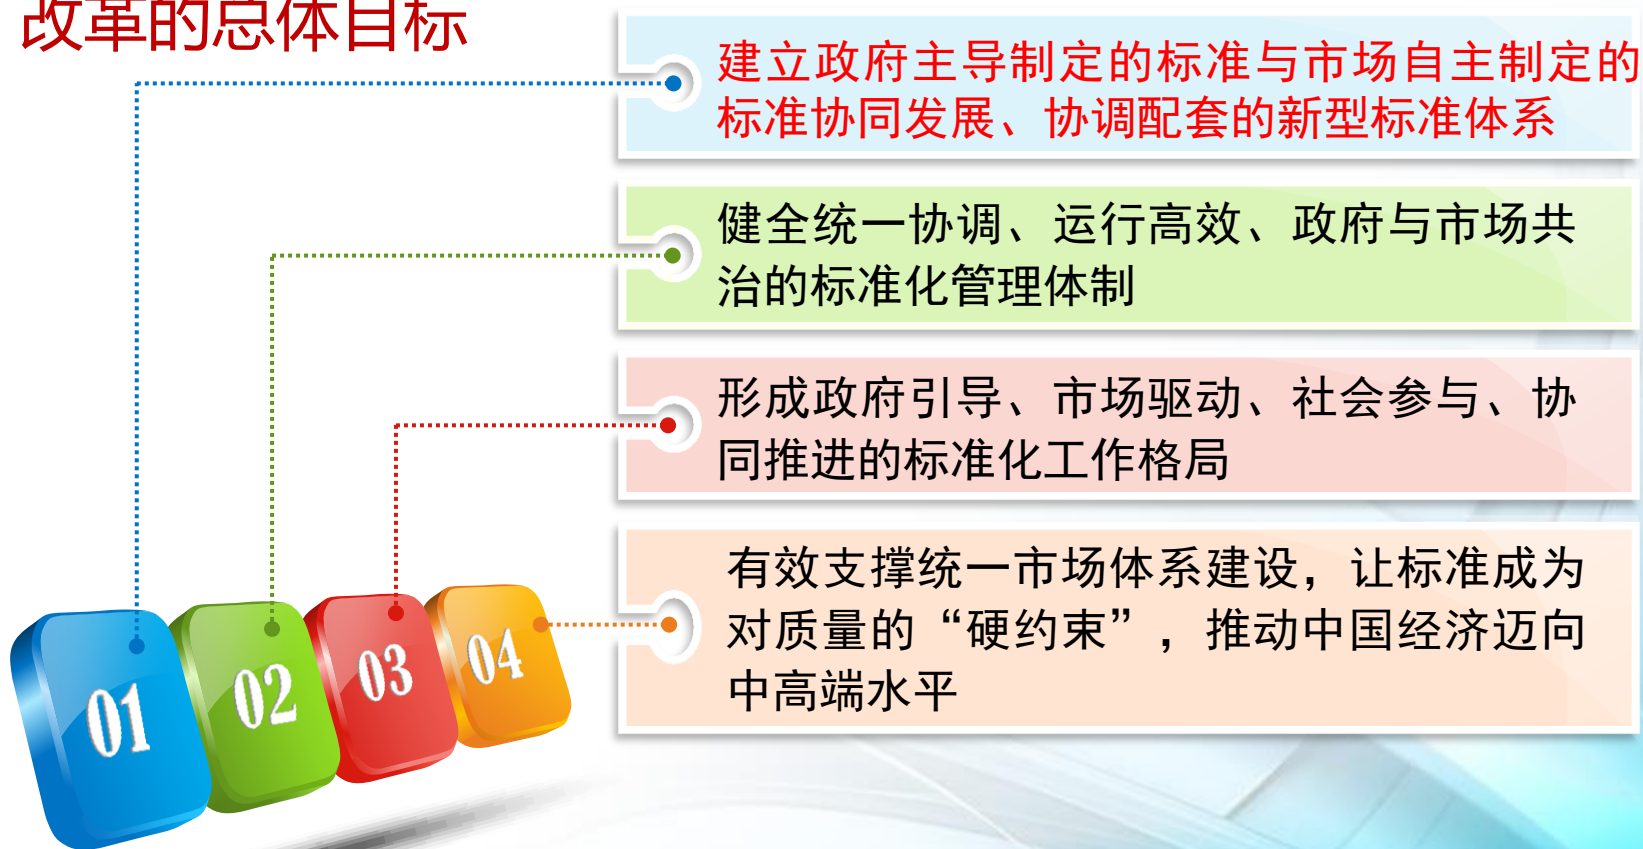 改革的总体目标
建立政府主导制定的标准与市场自主制定的
标准协同发展、协调配套的新型标准体系
健全统一协调、运行高效、政府与市场共
治的标准化管理体制
形成政府引导、市场驱动、社会参与、协
同推进的标准化工作格局
有效支撑统一市场体系建设，让标准成为
对质量的“硬约束”，推动中国经济迈向
中高端水平
01
02
03
04